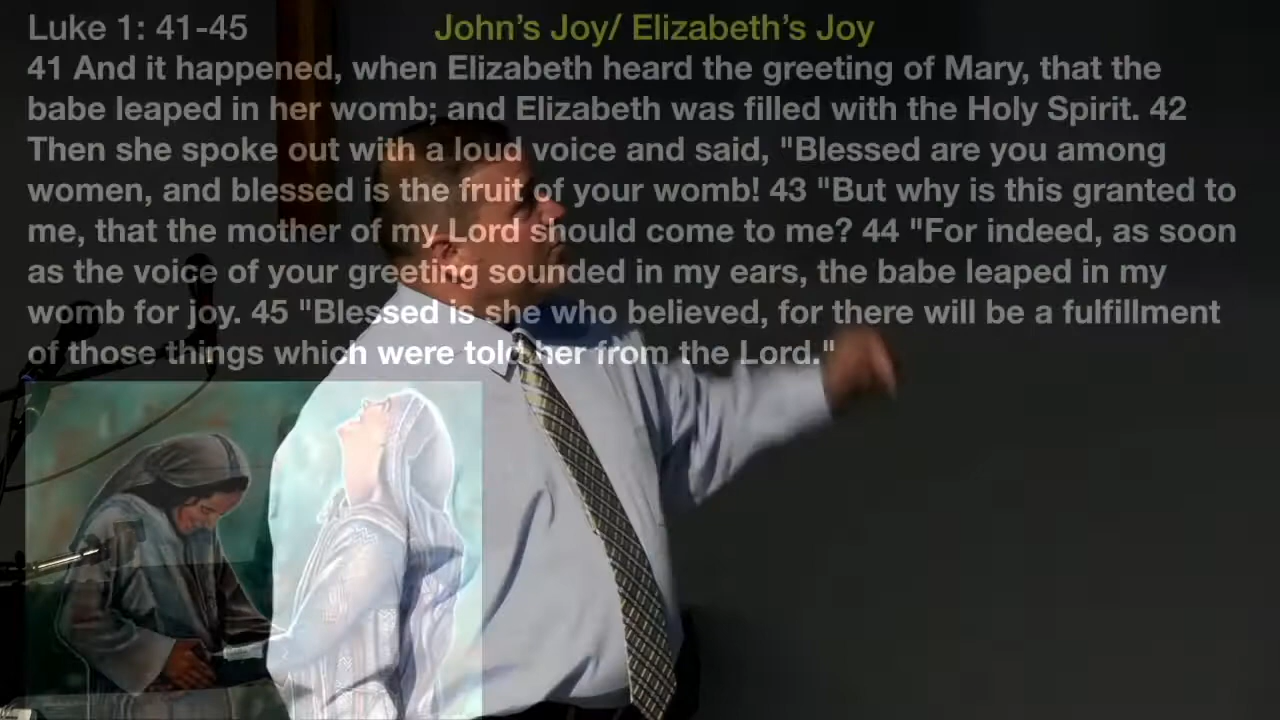 Luke 1: 41-45
John's Joy/ Elizabeth's Joy
41 And it happened, when Elizabeth heard the greeting of Mary, that the
babe leaped in her womb; and Elizabeth was filled with the Holy Spirit. 42
Then she spoke out with a loud voice and said, "Blessed are you among
women, and blessed is the fruit of your womb! 43 "But why is this granted to
me, that the mother of my Lord should come to me? 44 "For indeed, as soon
as the voice of your greeting sounded in my ears, the babe leaped in my
womb for joy. 45 "Blessed is she who believed, for there will be a fulfillment
of those things which were told her from the Lord."